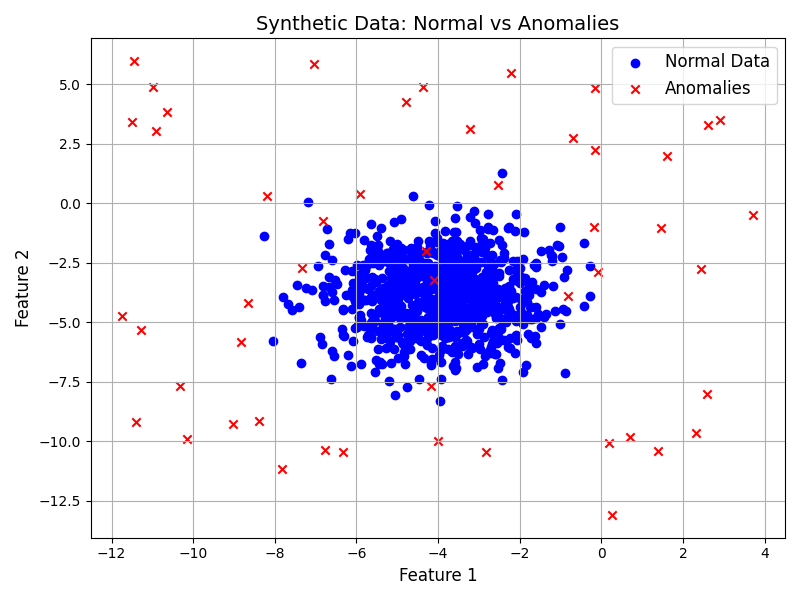 Synthetic Data: Normal vs Anomalies
Normal Data
Anomalies
5.0
2.5
0.0
−2.5
−5.0
−7.5
−10.0
−12.5
Feature 2
−12 −10 −8 −6 −4 −2 0 2 4
Feature 1